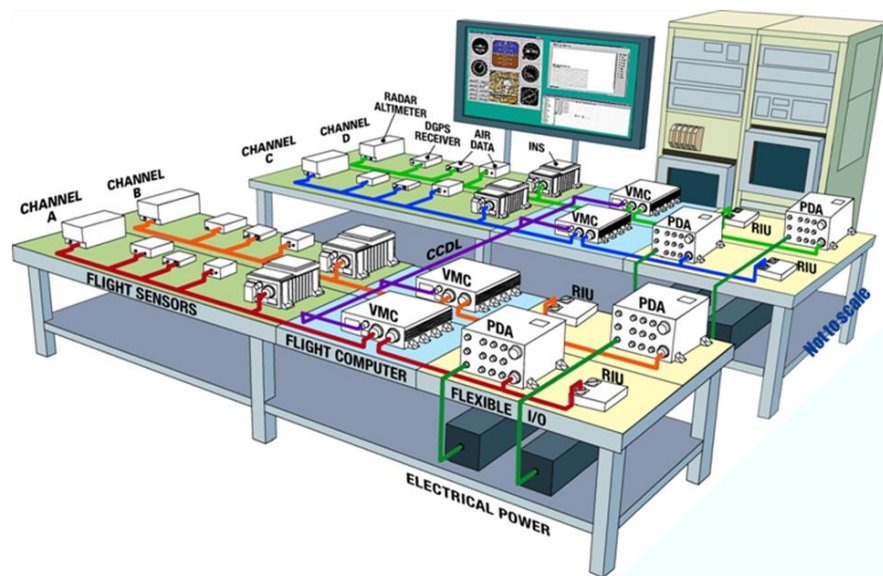 RADAR
ALTIMETER
DGPS
RECEIVER
AIR
DATA
INS
CHANNEL
D
CHANNEL
C
CHANNEL
B
CHANNEL
A
VMC
VMC
PDA
RIU
PDA
RIU
CCDL
VMC
VMC
RIU
PDA
PDA
RIU
FLIGHT SENSORS
FLIGHT COMPUTER
FLEXIBLE I/O
ELECTRICAL POWER
Not to scale